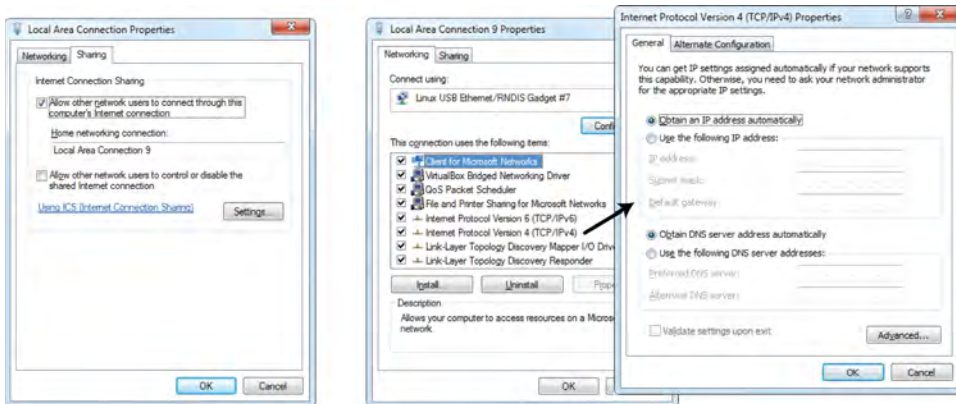 Local Area Connection Properties
Networking Sharing
Internet Connection Sharing
Allow other network users to connect through this
computer's Internet connection
Home networking connection:
Local Area Connection 9
Allow other network users to control or disable the
shared Internet connection
Using ICS (Internet Connection Sharing)
Settings...
OK Cancel
Local Area Connection 9 Properties
Networking Sharing
Connect using:
Linux USB Ethernet/RNDIS Gadget #7
Confi
This connection uses the following items:
Client for Microsoft Networks
VirtualBox Bridged Networking Driver
QoS Packet Scheduler
File and Printer Sharing for Microsoft Networks
Internet Protocol Version 6 (TCP/IPv6)
Internet Protocol Version 4 (TCP/IPv4)
Link-Layer Topology Discovery Mapper I/O Drive
Link-Layer Topology Discovery Responder
Install... Uninstall Prope
Description
Allows your computer to access resources on a Microso
network.
OK
Internet Protocol Version 4 (TCP/IPv4) Properties
General Alternate Configuration
You can get IP settings assigned automatically if your network supports
this capability. Otherwise, you need to ask your network administrator
for the appropriate IP settings.
Obtain an IP address automatically
Use the following IP address:
IP address:
Subnet mask:
Default gateway:
Obtain DNS server address automatically
Use the following DNS server addresses:
Preferred DNS server:
Alternate DNS server:
Validate settings upon exit
Advanced...
OK Cancel